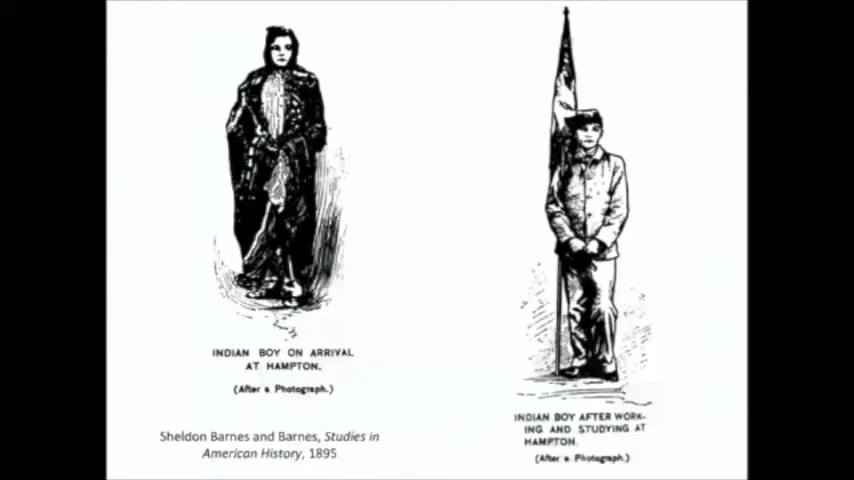 INDIAN BOY ON ARRIVAL
AT HAMPTON.
(After a Photograph.)
Sheldon Barnes and Barnes, Studies in
American History, 1895
INDIAN BOY AFTER WORK-
ING AND STUDYING AT
HAMPTON.
(After a Photograph.)